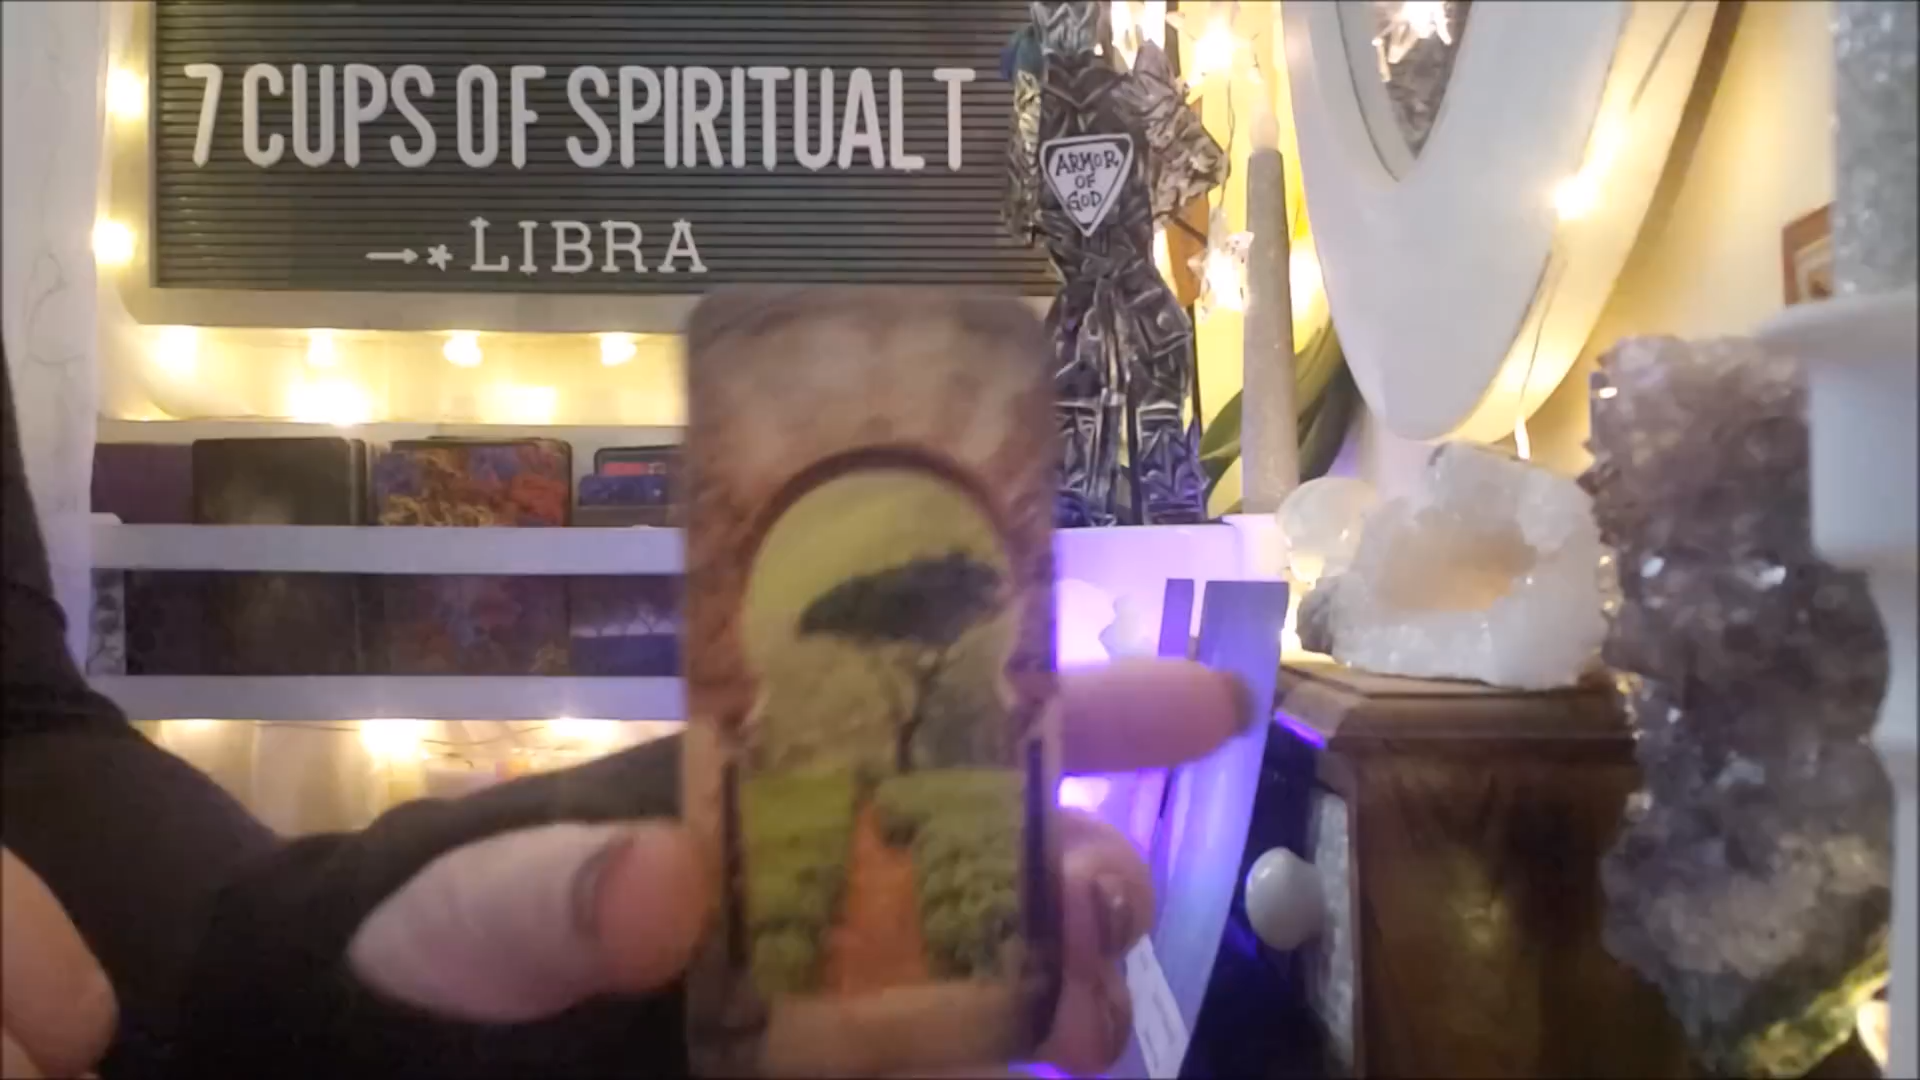 7 CUPS OF SPIRITUAL T
LIBRA
ARMOR
OF
GOD